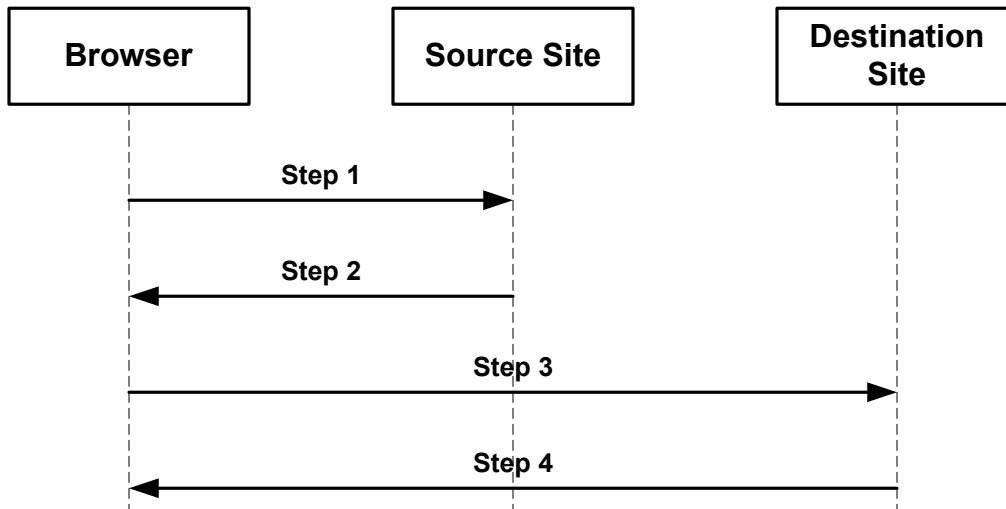 Browser
Source Site
Destination
Site
Step 1
Step 2
Step 3
Step 4